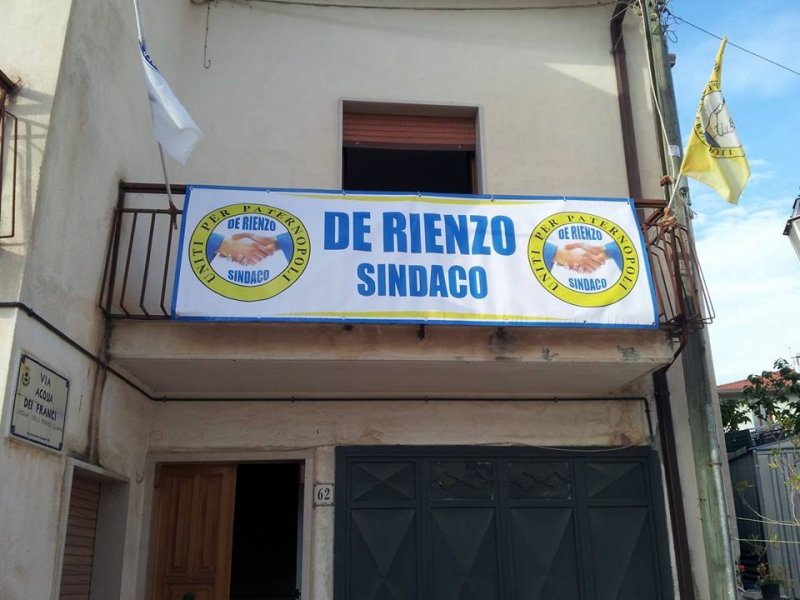 UNITI PER PATERNOPOLI
DE RIENZO
SINDACO
DE RIENZO
SINDACO
UNITI PER PATERNOPOLI
DE RIENZO
SINDACO
VIA
ACQUA
DEI FRANCI
62